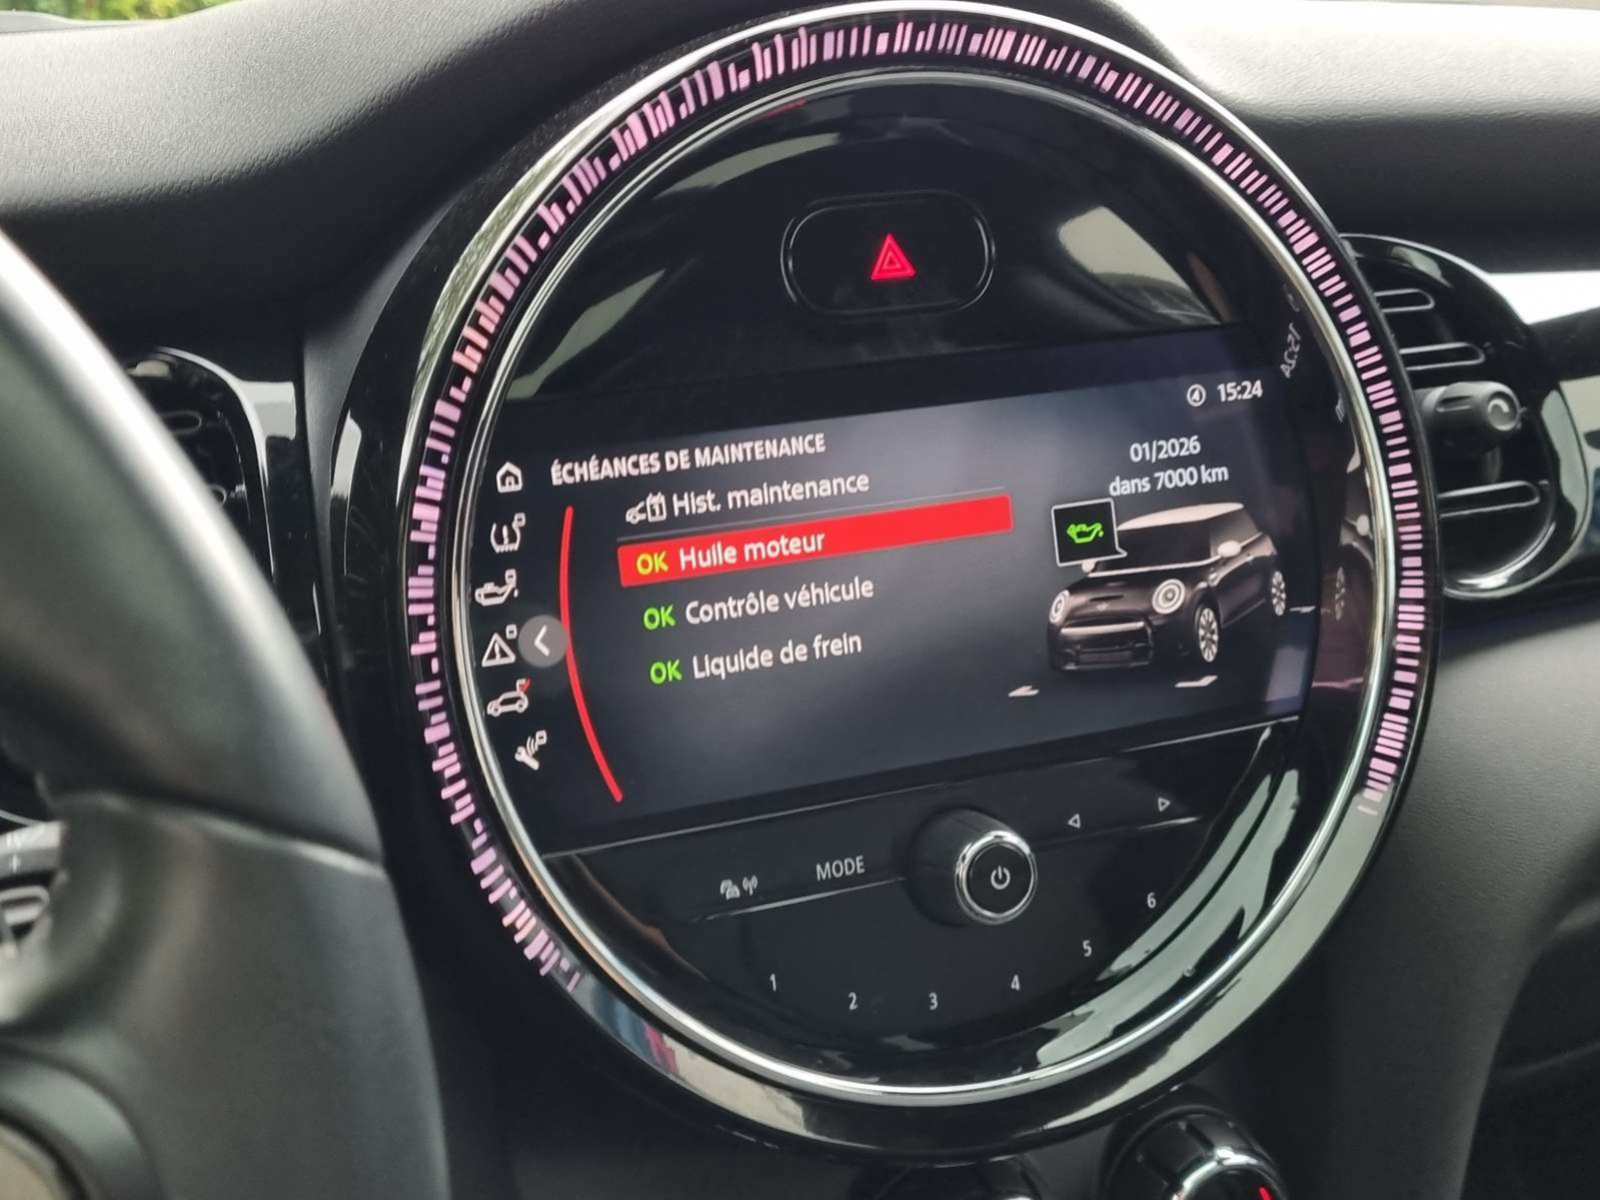 15:24
ÉCHÉANCES DE MAINTENANCE
01/2026
dans 7000 km
Hist. maintenance
OK Huile moteur
OK Contrôle véhicule
OK Liquide de frein
MODE
1 2 3 4 5 6